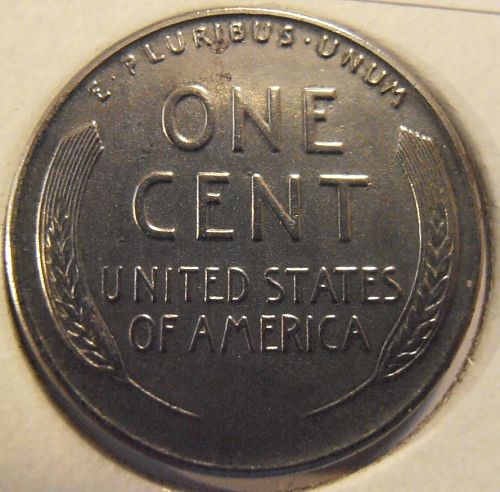 E · PLURIBUS · UNUM
ONE
CENT
UNITED STATES
OF AMERICA